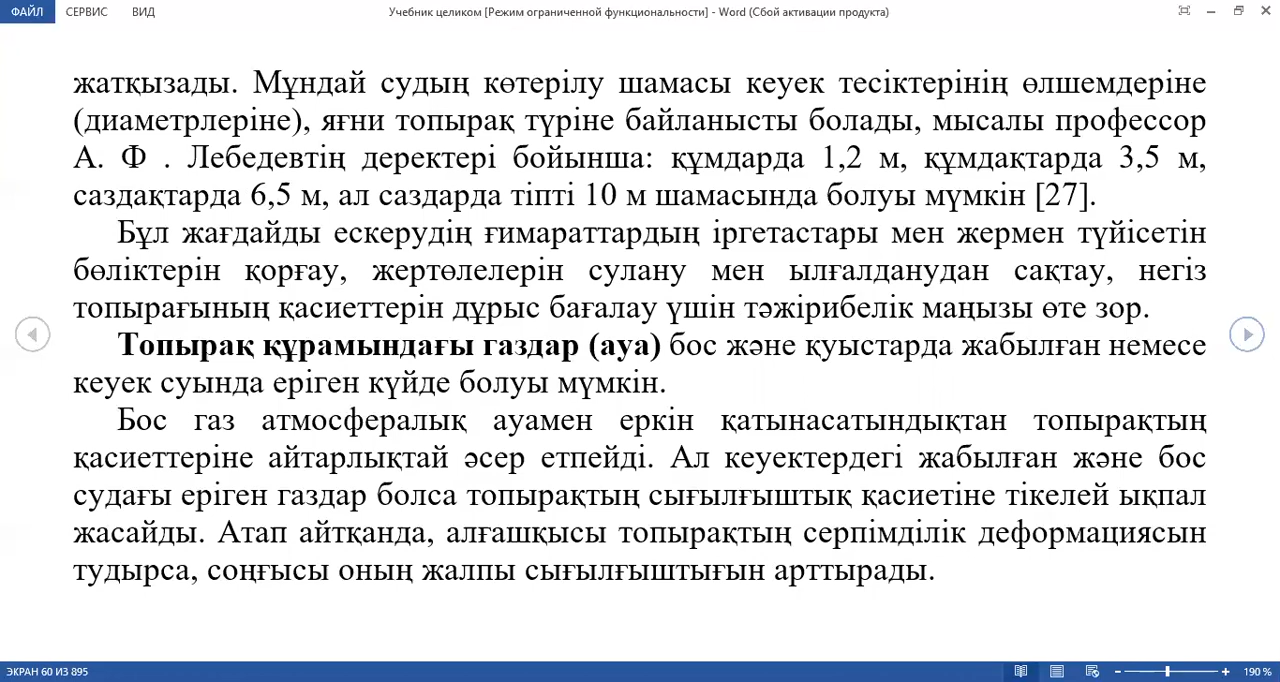 ФАЙЛ СЕРВИС ВИД Учебник целиком [Режим ограниченной функциональности] - Word (Сбой активации продукта)
жатқызады. Мұндай судың көтерілу шамасы кеуек тесіктерінің өлшемдеріне
(диаметрлеріне), яғни топырақ түріне байланысты болады, мысалы профессор
А. Ф . Лебедевтің деректері бойынша: құмдарда 1,2 м, құмдақтарда 3,5 м,
саздақтарда 6,5 м, ал саздарда тіпті 10 м шамасында болуы мүмкін [27].
Бұл жағдайды ескерудің ғимараттардың іргетастары мен жермен түйісетін
бөліктерін қорғау, жертөлелерін сулану мен ылғалданудан сақтау, негіз
топырағының қасиеттерін дұрыс бағалау үшін тәжірибелік маңызы өте зор.
Топырақ құрамындағы газдар (ауа) бос және қуыстарда жабылған немесе
кеуек суында еріген күйде болуы мүмкін.
Бос газ атмосфералық ауамен еркін қатынасатындықтан топырақтың
қасиеттеріне айтарлықтай әсер етпейді. Ал кеуектердегі жабылған және бос
судағы еріген газдар болса топырақтың сығылғыштық қасиетіне тікелей ықпал
жасайды. Атап айтқанда, алғашқысы топырақтың серпімділік деформациясын
тудырса, соңғысы оның жалпы сығылғыштығын арттырады.
ЭКРАН 60 ИЗ 895 190 %